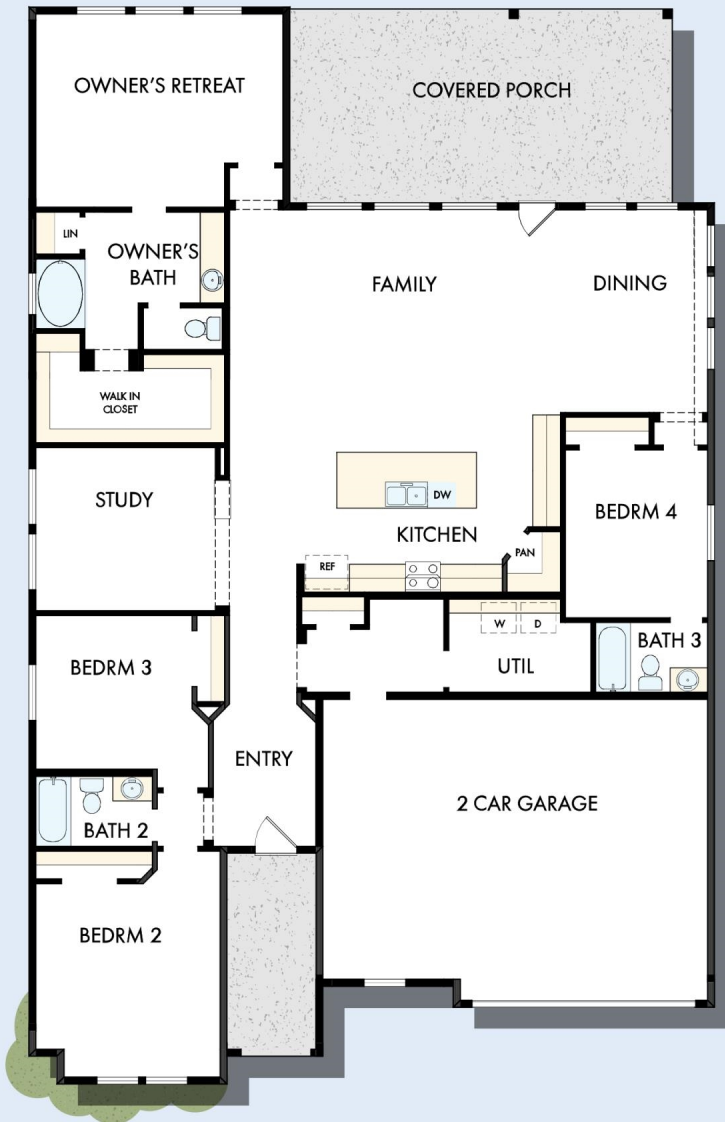 OWNER'S RETREAT
COVERED PORCH
LIN
OWNER'S
BATH
FAMILY
DINING
WALK IN
CLOSET
STUDY
DW
BEDRM 4
KITCHEN
PAN
REF
W
D
BATH 3
BEDRM 3
UTIL
ENTRY
2 CAR GARAGE
BATH 2
BEDRM 2